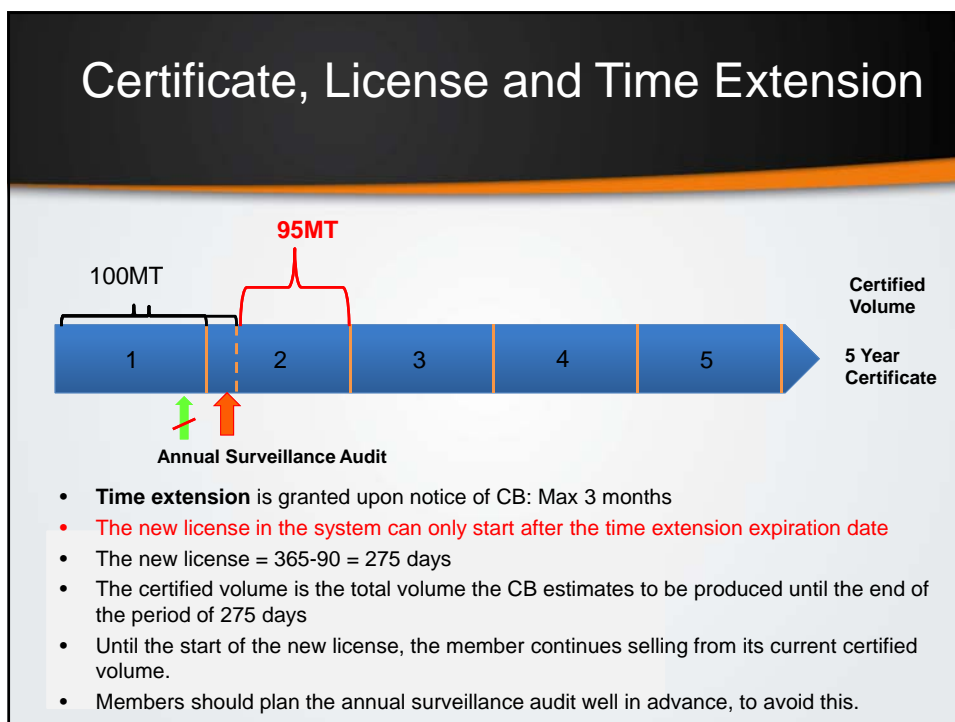 Certificate, License and Time Extension
95MT
100MT
Certified
Volume
1
2
3
4
5
5 Year
Certificate
Annual Surveillance Audit
• Time extension is granted upon notice of CB: Max 3 months
• The new license in the system can only start after the time extension expiration date
• The new license = 365-90 = 275 days
• The certified volume is the total volume the CB estimates to be produced until the end of
the period of 275 days
• Until the start of the new license, the member continues selling from its current certified
volume.
• Members should plan the annual surveillance audit well in advance, to avoid this.